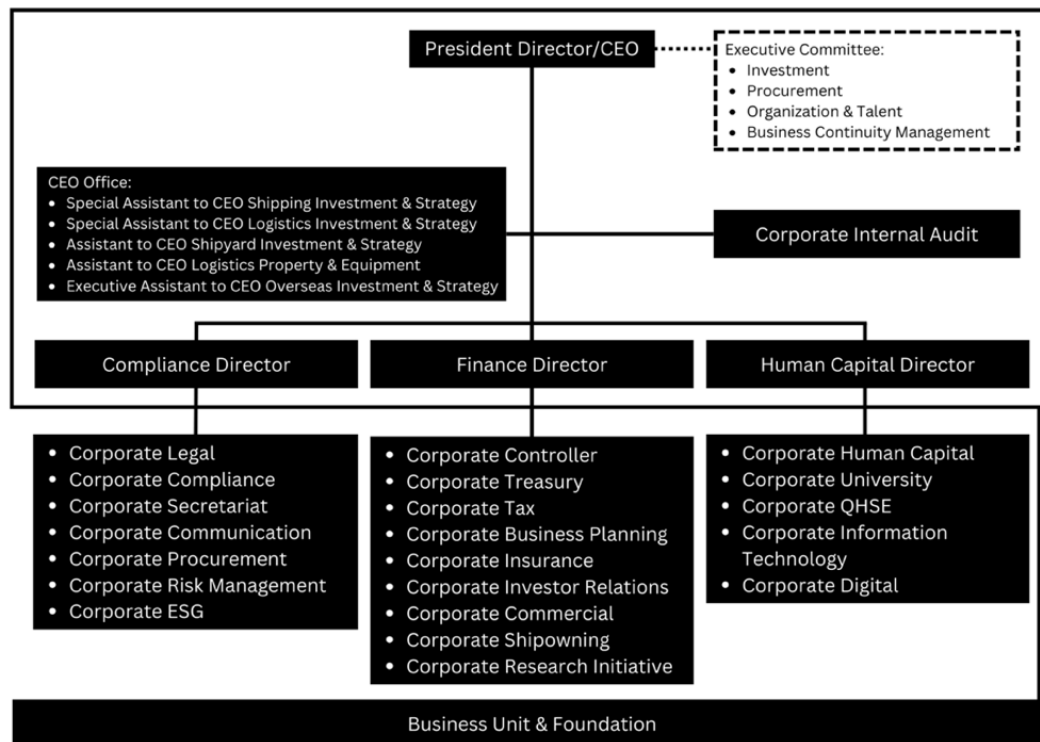 President Director/CEO
Executive Committee:
• Investment
• Procurement
• Organization & Talent
• Business Continuity Management
CEO Office:
• Special Assistant to CEO Shipping Investment & Strategy
• Special Assistant to CEO Logistics Investment & Strategy
• Assistant to CEO Shipyard Investment & Strategy
• Assistant to CEO Logistics Property & Equipment
• Executive Assistant to CEO Overseas Investment & Strategy
Corporate Internal Audit
Compliance Director
Finance Director
Human Capital Director
• Corporate Legal
• Corporate Compliance
• Corporate Secretariat
• Corporate Communication
• Corporate Procurement
• Corporate Risk Management
• Corporate ESG
• Corporate Controller
• Corporate Treasury
• Corporate Tax
• Corporate Business Planning
• Corporate Insurance
• Corporate Investor Relations
• Corporate Commercial
• Corporate Shipowning
• Corporate Research Initiative
• Corporate Human Capital
• Corporate University
• Corporate QHSE
• Corporate Information
Technology
• Corporate Digital
Business Unit & Foundation